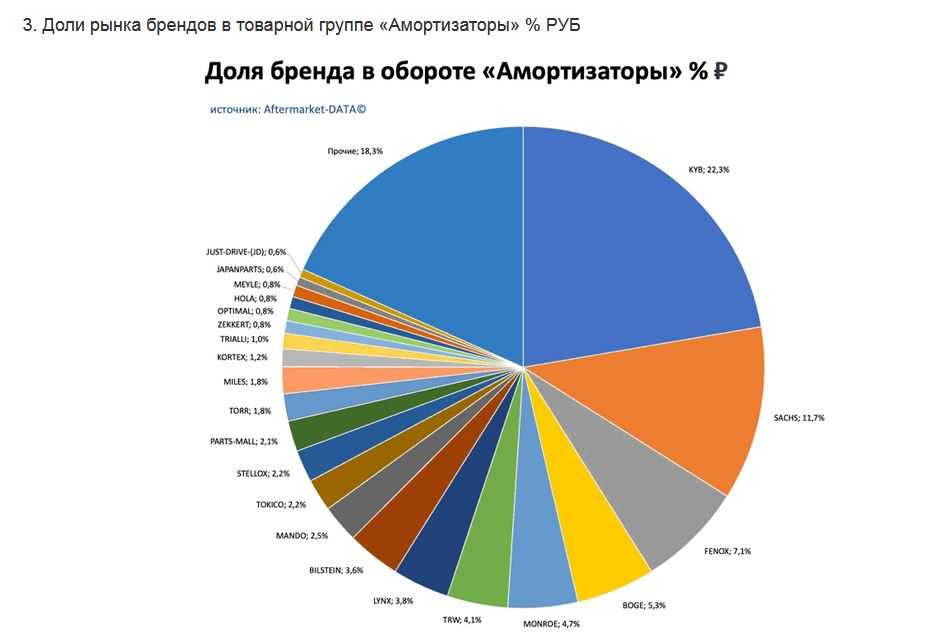 3. Доли рынка брендов в товарной группе «Амортизаторы» % РУБ
Доля бренда в обороте «Амортизаторы» % ₽
источник: Aftermarket-DATA©
Прочие; 18,3%
KYB; 22,3%
JUST-DRIVE-(JD); 0,6%
JAPANPARTS; 0,6%
MEYLE; 0,8%
HOLA; 0,8%
OPTIMAL; 0,8%
ZEKKERT; 0,8%
TRIALLI; 1,0%
KORTEX; 1,2%
MILES; 1,8%
TORR; 1,8%
SACHS; 11,7%
PARTS-MALL; 2,1%
STELLOX; 2,2%
TOKICO; 2,2%
MANDO; 2,5%
FENOX; 7,1%
BILSTEIN; 3,6%
LYNX; 3,8%
BOGE; 5,3%
TRW; 4,1%
MONROE; 4,7%